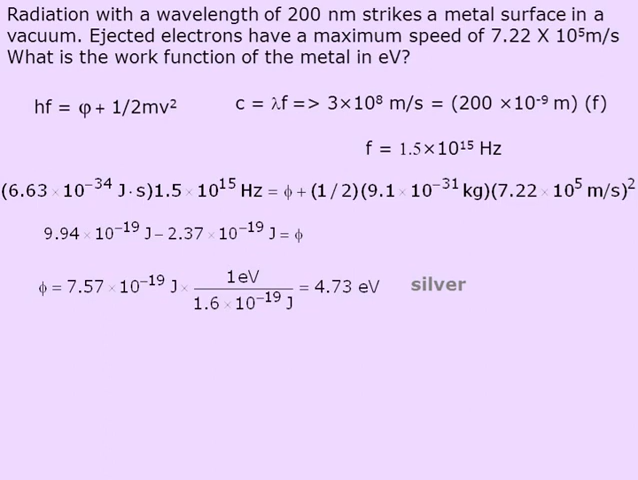 Radiation with a wavelength of 200 nm strikes a metal surface in a
vacuum. Ejected electrons have a maximum speed of 7.22 X 10⁵m/s
What is the work function of the metal in eV?
hf = φ + 1/2mv² c = λf => 3×10⁸ m/s = (200 ×10⁻⁹ m) (f)
f = 1.5×10¹⁵ Hz
(6.63 × 10⁻³⁴ J·s)1.5 × 10¹⁵ Hz = ϕ + (1/2)(9.1 × 10⁻³¹ kg)(7.22 × 10⁵ m/s)²
9.94 × 10⁻¹⁹ J – 2.37 × 10⁻¹⁹ J = ϕ
ϕ = 7.57 × 10⁻¹⁹ J × 1eV / 1.6 × 10⁻¹⁹ J = 4.73 eV silver